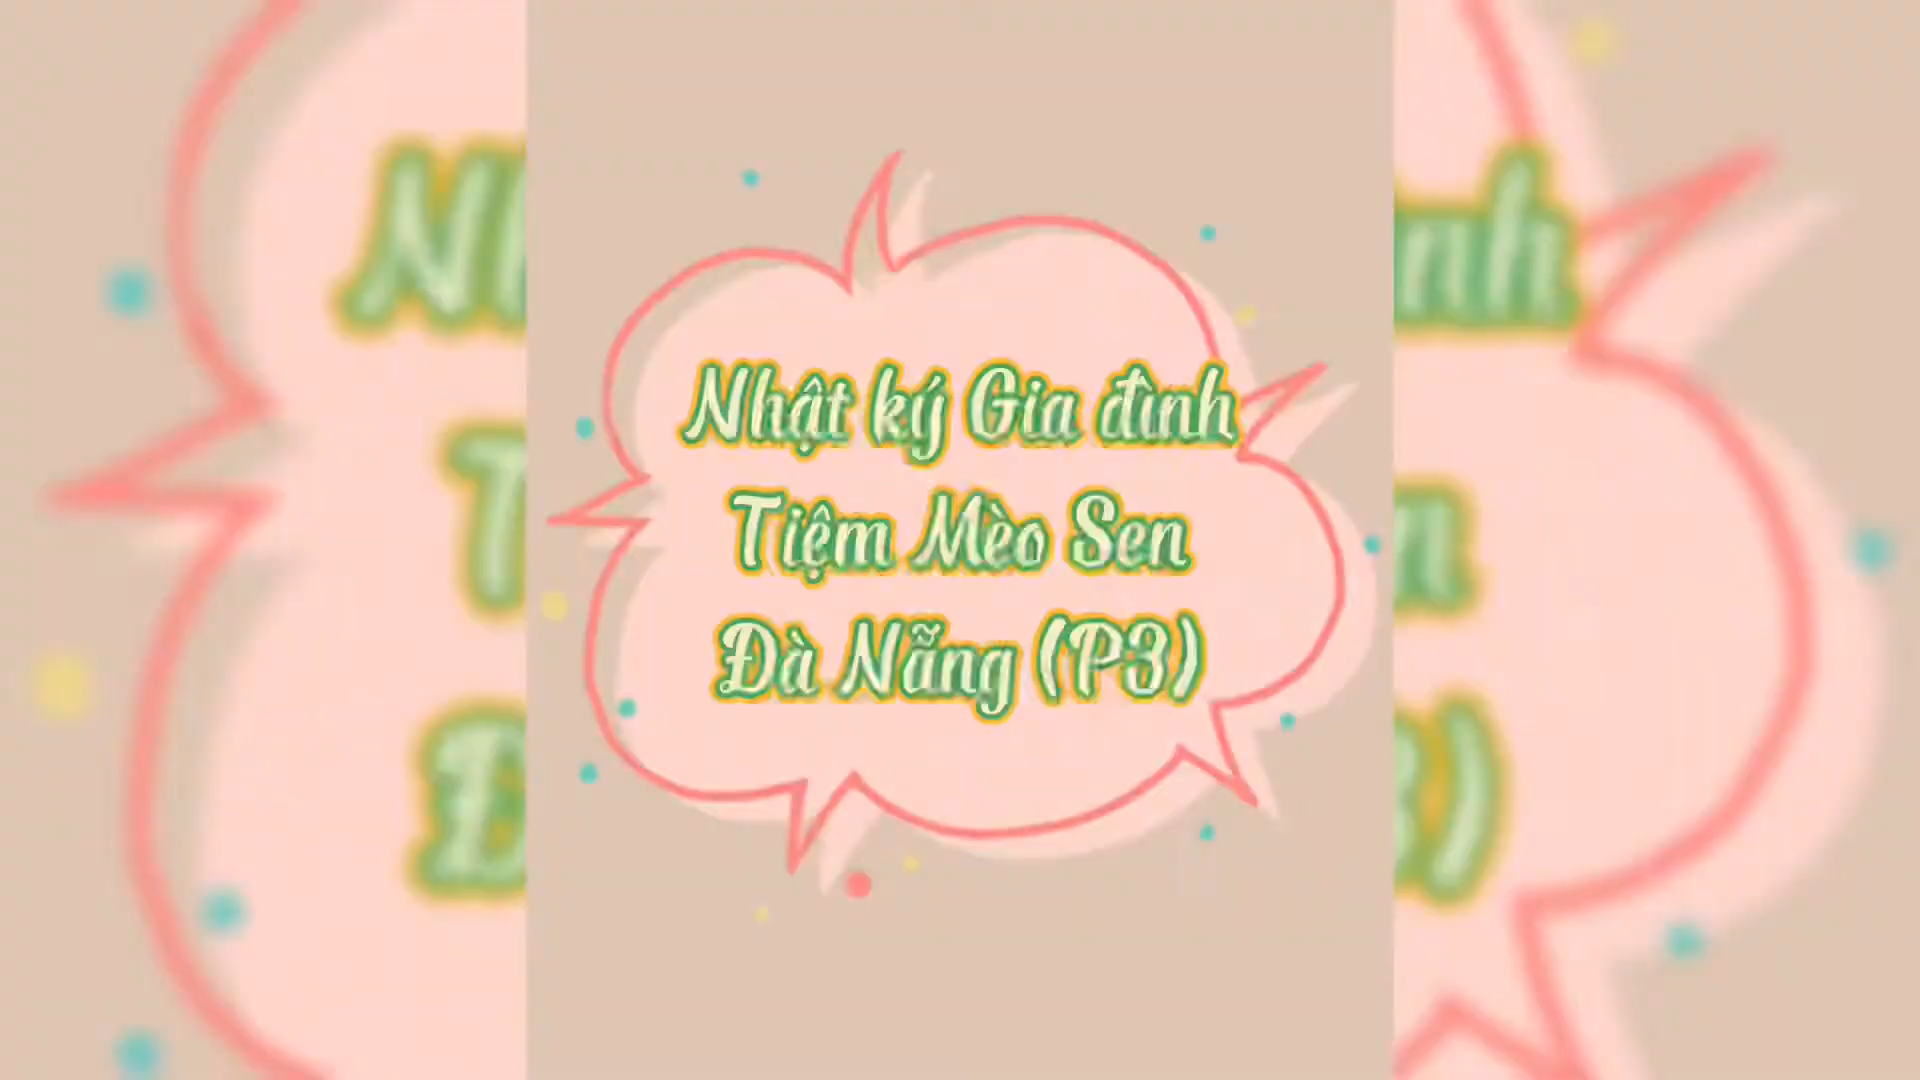 Nhật ký Gia đình
Tiệm Mèo Sen
Đà Nẵng (P3)